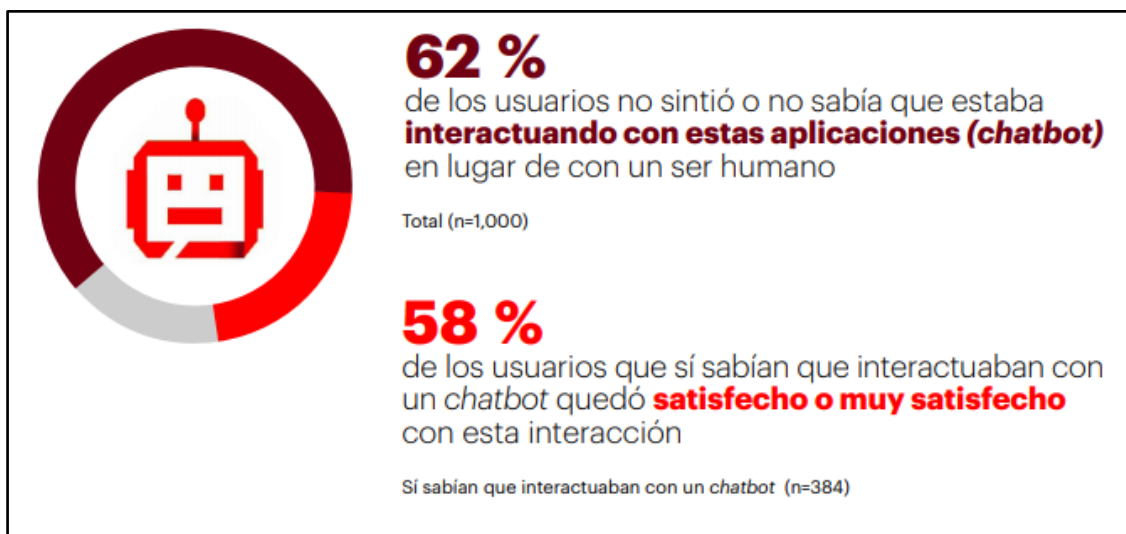 62 %
de los usuarios no sintió o no sabía que estaba
interactuando con estas aplicaciones (chatbot)
en lugar de con un ser humano
Total (n=1,000)
58 %
de los usuarios que sí sabían que interactuaban con
un chatbot quedó satisfecho o muy satisfecho
con esta interacción
Sí sabían que interactuaban con un chatbot (n=384)